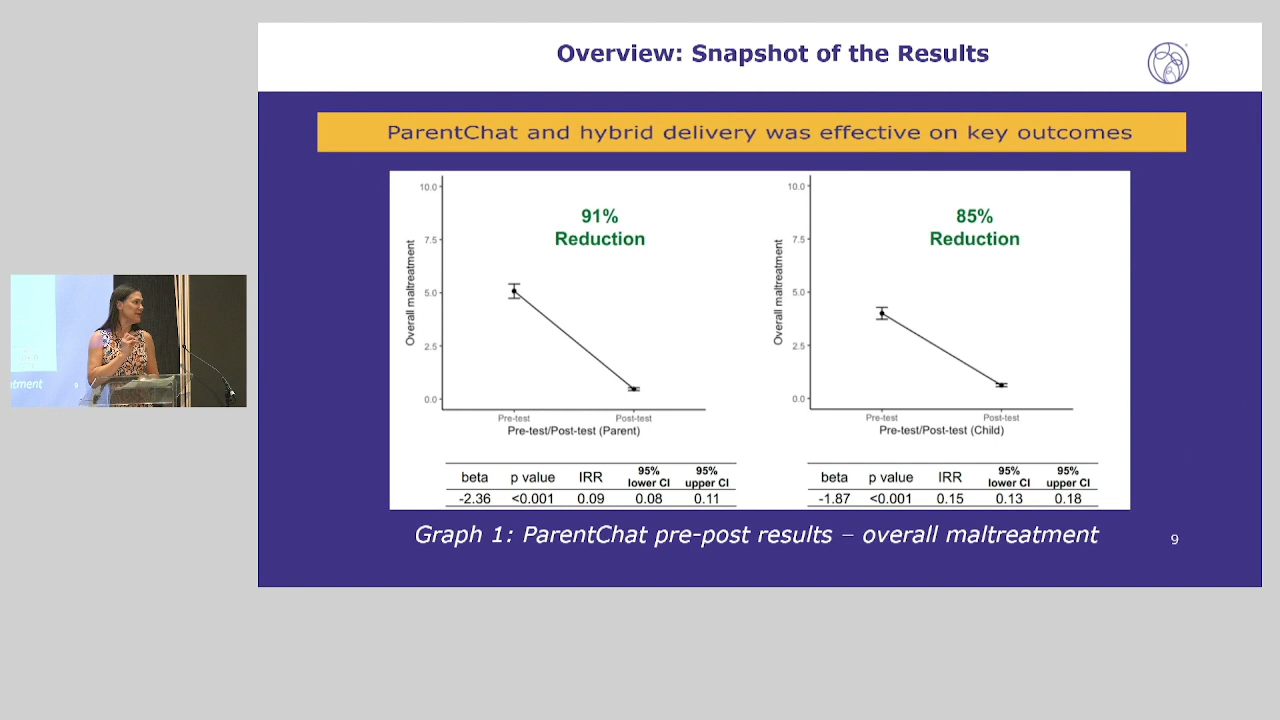 Overview: Snapshot of the Results
ParentChat and hybrid delivery was effective on key outcomes
10.0
7.5
5.0
2.5
0.0
Overall maltreatment
91%
Reduction
Pre-test Post-test
Pre-test/Post-test (Parent)
beta p value IRR 95% lower CI 95% upper CI
-2.36 <0.001 0.09 0.08 0.11
10.0
7.5
5.0
2.5
0.0
Overall maltreatment
85%
Reduction
Pre-test Post-test
Pre-test/Post-test (Child)
beta p value IRR 95% lower CI 95% upper CI
-1.87 <0.001 0.15 0.13 0.18
Graph 1: ParentChat pre-post results – overall maltreatment
9
atment 9